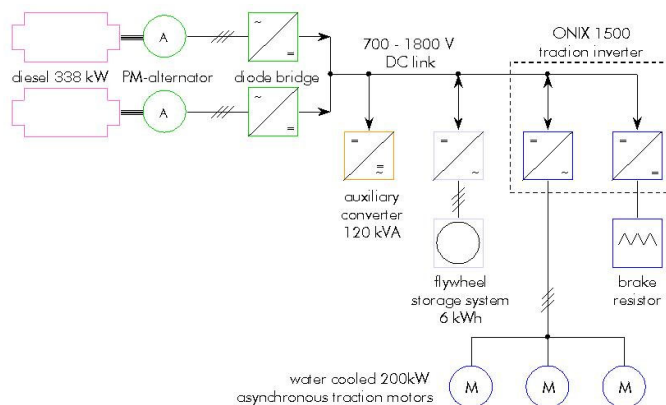 ONIX 1500
traction inverter
700 - 1800 V
DC link
A
~
=
diesel 338 kW
PM-alternator
diode bridge
A
~
=
=
=
~
=
~
=
~
=
=
auxiliary
converter
120 kVA
flywheel
storage system
6 kWh
brake
resistor
water cooled 200kW
asynchronous traction motors
M
M
M